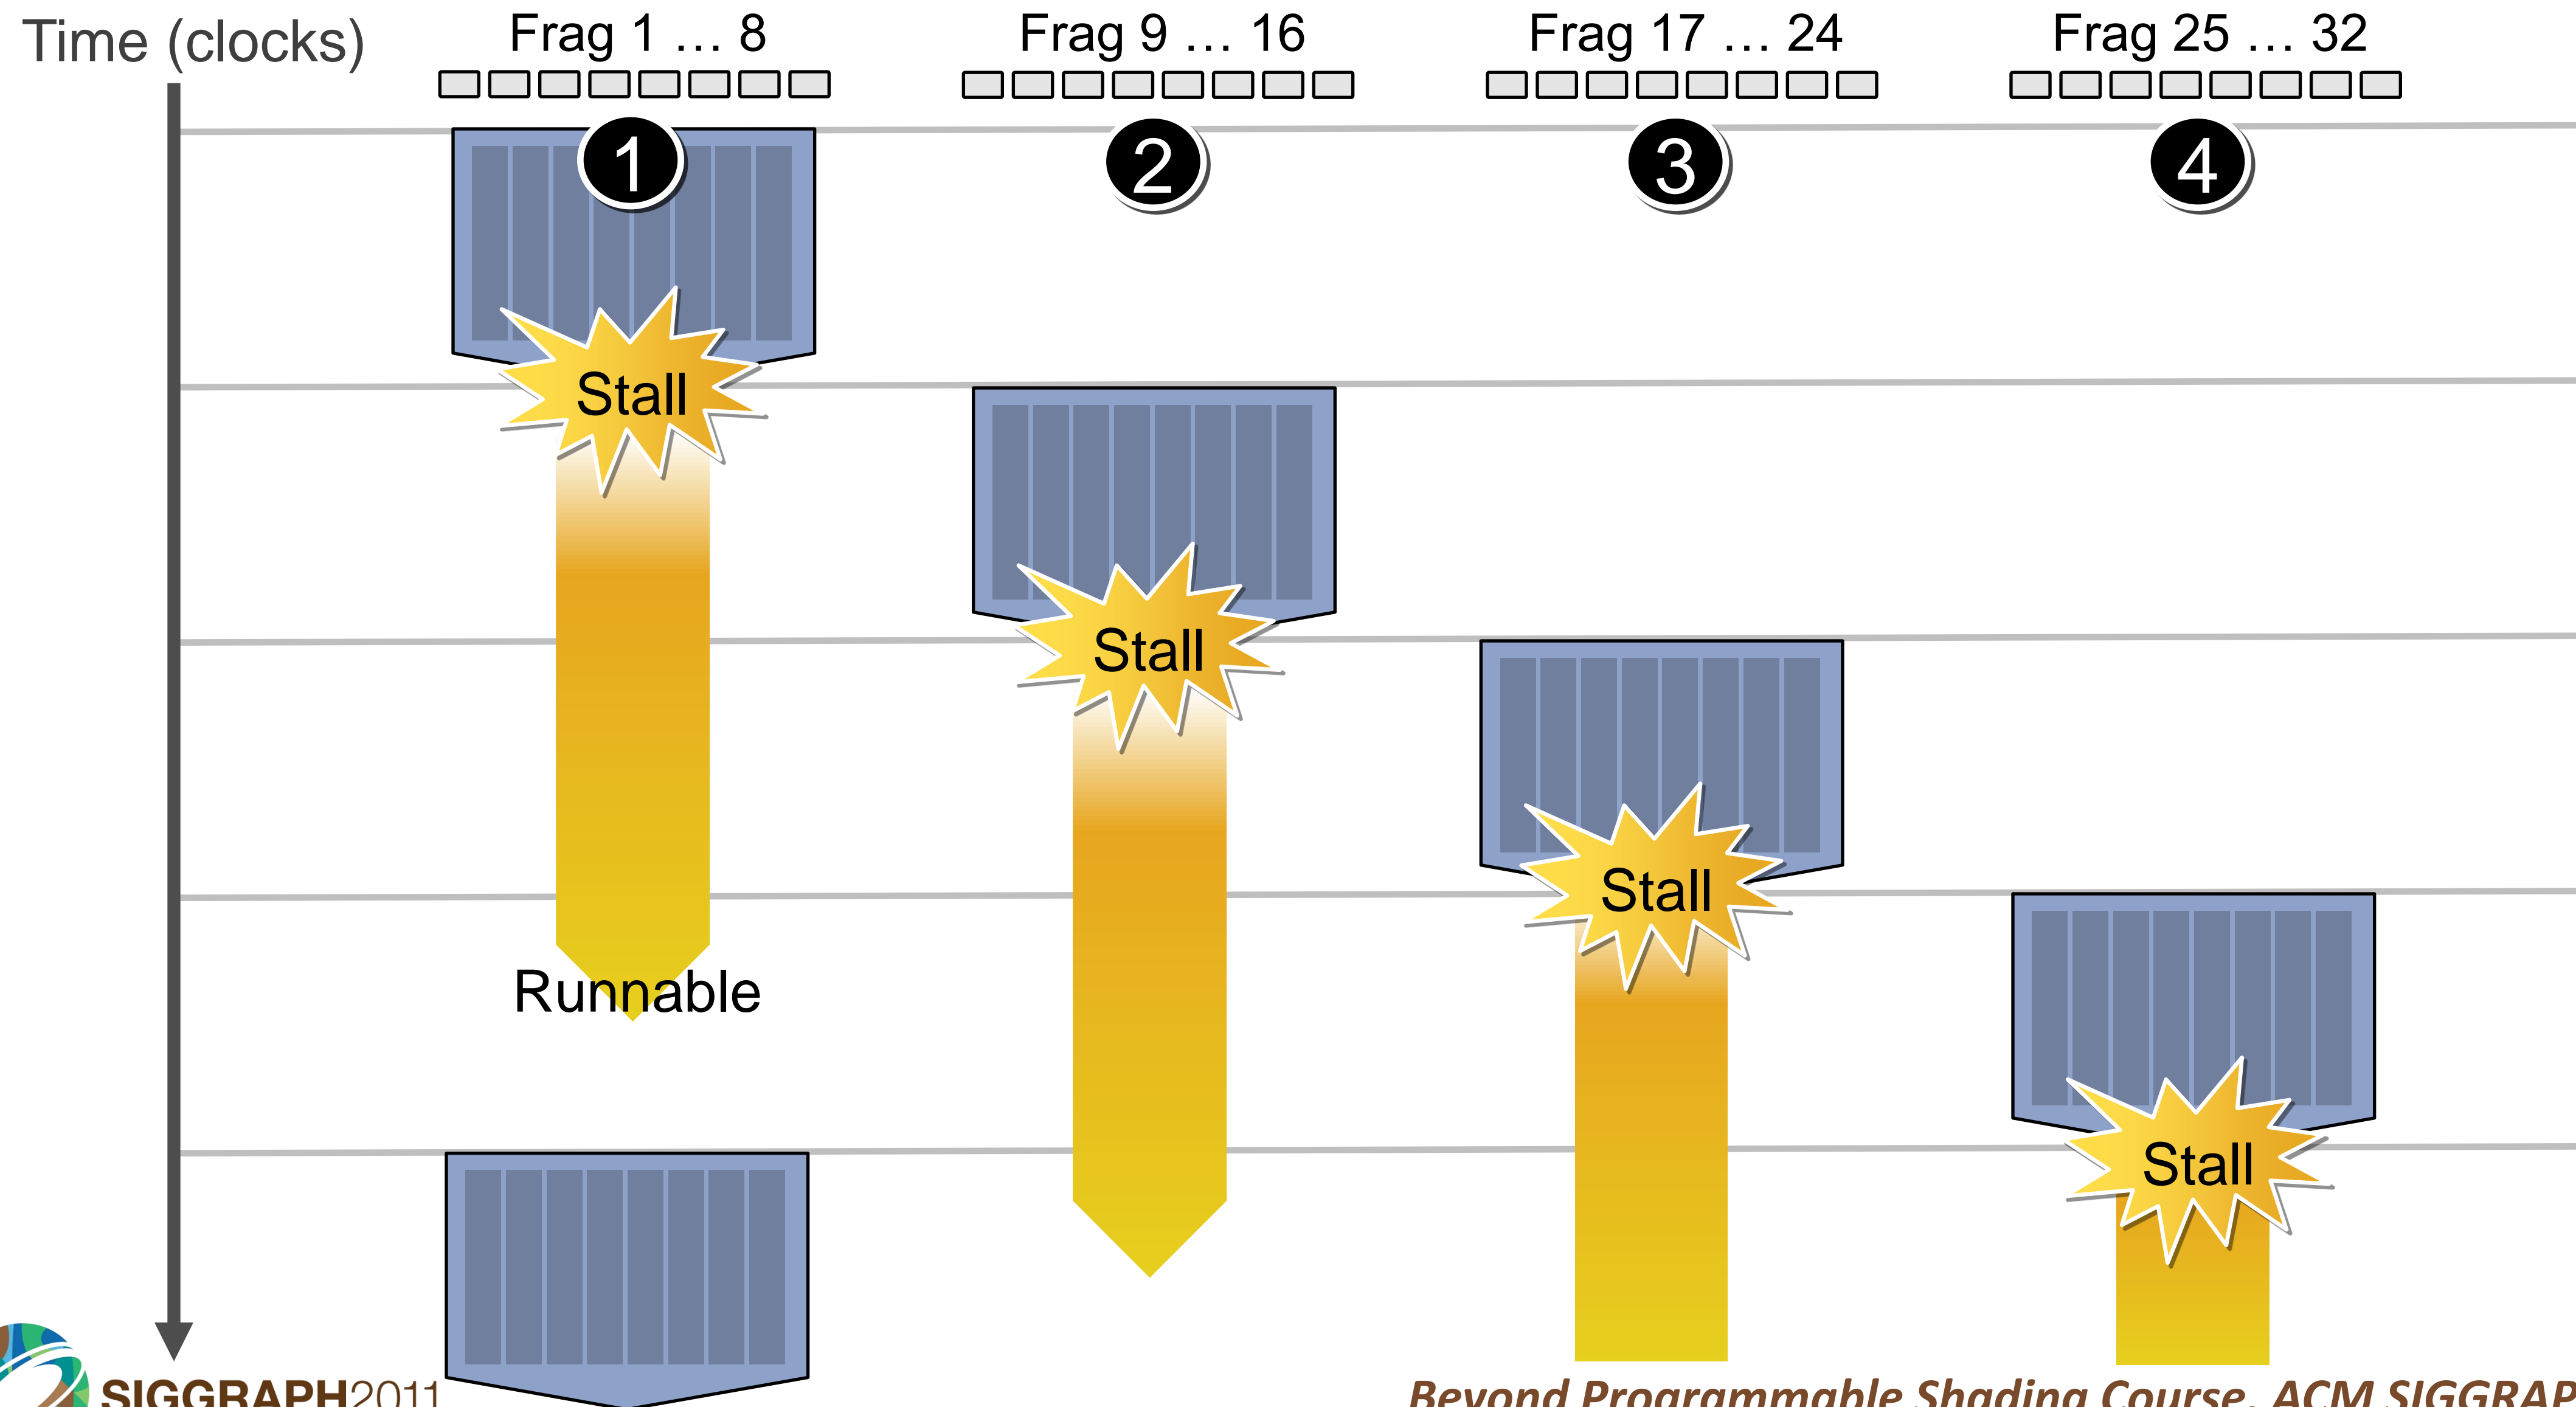 Time (clocks)
Frag 1 … 8
Frag 9 … 16
Frag 17 … 24
Frag 25 … 32
1
2
3
4
Stall
Stall
Stall
Stall
Runnable
SIGGRAPH2011
Beyond Programmable Shading Course, ACM SIGGRAP